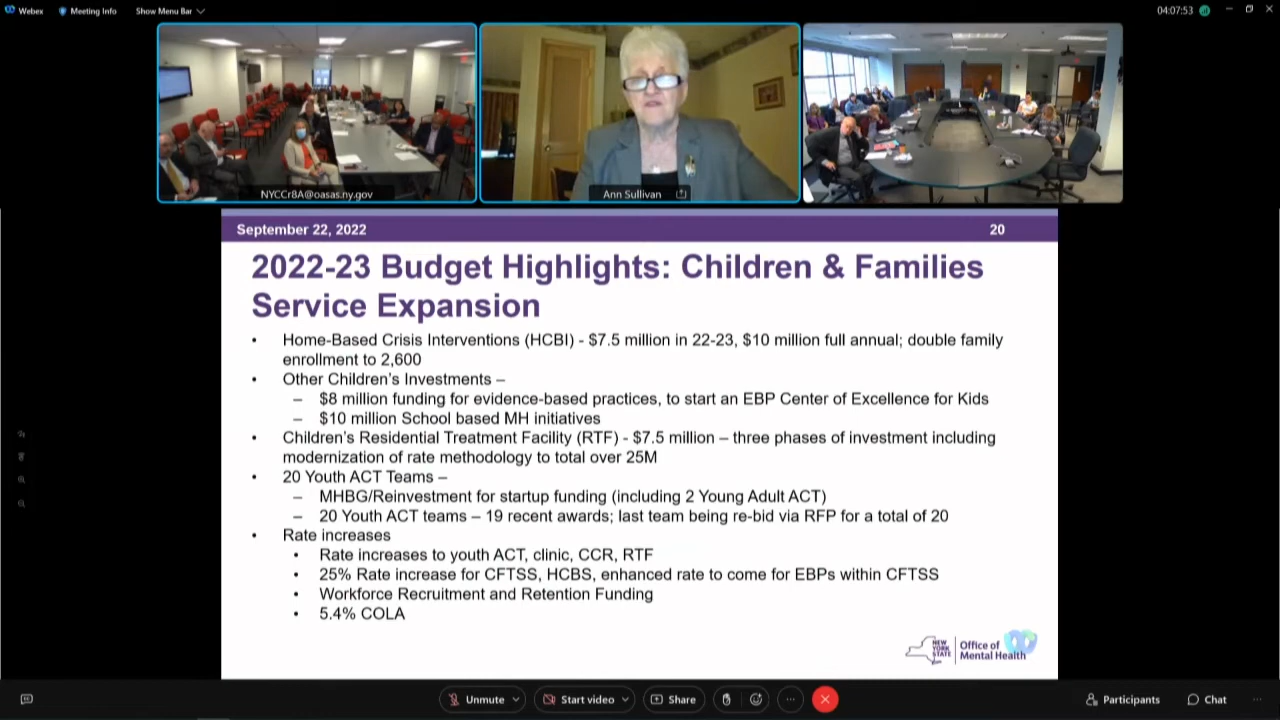 Webex
Meeting Info
Show Menu Bar
04:07:53
NYCCr8A@oasas.ny.gov
Ann Sullivan
September 22, 2022
20
2022-23 Budget Highlights: Children & Families
Service Expansion
• Home-Based Crisis Interventions (HCBI) - $7.5 million in 22-23, $10 million full annual; double family
enrollment to 2,600
• Other Children's Investments –
– $8 million funding for evidence-based practices, to start an EBP Center of Excellence for Kids
– $10 million School based MH initiatives
• Children's Residential Treatment Facility (RTF) - $7.5 million – three phases of investment including
modernization of rate methodology to total over 25M
• 20 Youth ACT Teams –
– MHBG/Reinvestment for startup funding (including 2 Young Adult ACT)
– 20 Youth ACT teams – 19 recent awards; last team being re-bid via RFP for a total of 20
• Rate increases
• Rate increases to youth ACT, clinic, CCR, RTF
• 25% Rate increase for CFTSS, HCBS, enhanced rate to come for EBPs within CFTSS
• Workforce Recruitment and Retention Funding
• 5.4% COLA
NEW
YORK
STATE
Office of
Mental Health
Unmute
Start video
Share
Participants
Chat